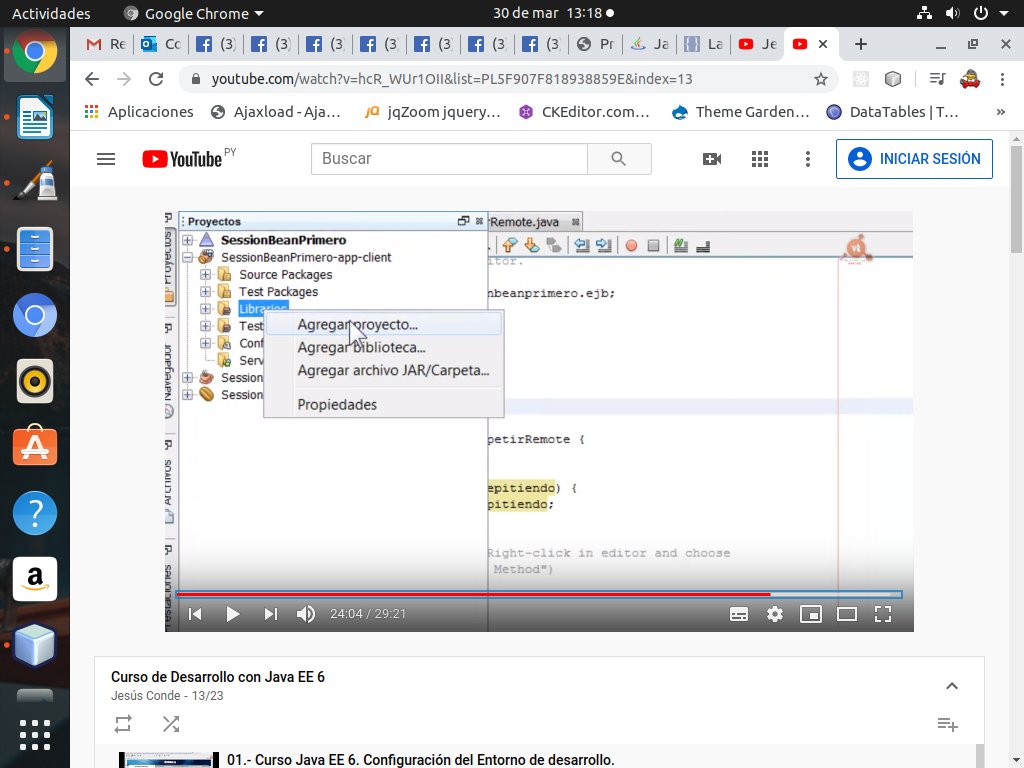 Actividades
Google Chrome
30 de mar 13:18
Re
Cc
(3)
(3)
(3
(3
(3
(3
(3
Pr
Ja
La
Je
youtube.com/watch?v=hcR_WUr1OII&list=PL5F907F818938859E&index=13
Aplicaciones
Ajaxload - Aja...
jqZoom jquery...
CKEditor.com...
Theme Garden...
DataTables | T...
»
YouTube PY
Buscar
INICIAR SESIÓN
Proyectos
Remote.java
SessionBeanPrimero
SessionBeanPrimero-app-client
itor.
Source Packages
Test Packages
nbeanprimero.ejb;
Libraries
Agregar proyecto...
Test
Agregar biblioteca...
Conf
Agregar archivo JAR/Carpeta...
Serv
Session
Session
Propiedades
petirRemote {
epitiendo) {
pitiendo;
Right-click in editor and choose
Method")
Proyectos
Navegador
Archivos
24:04 / 29:21
Curso de Desarrollo con Java EE 6
Jesús Conde - 13/23
01.- Curso Java EE 6. Configuración del Entorno de desarrollo.